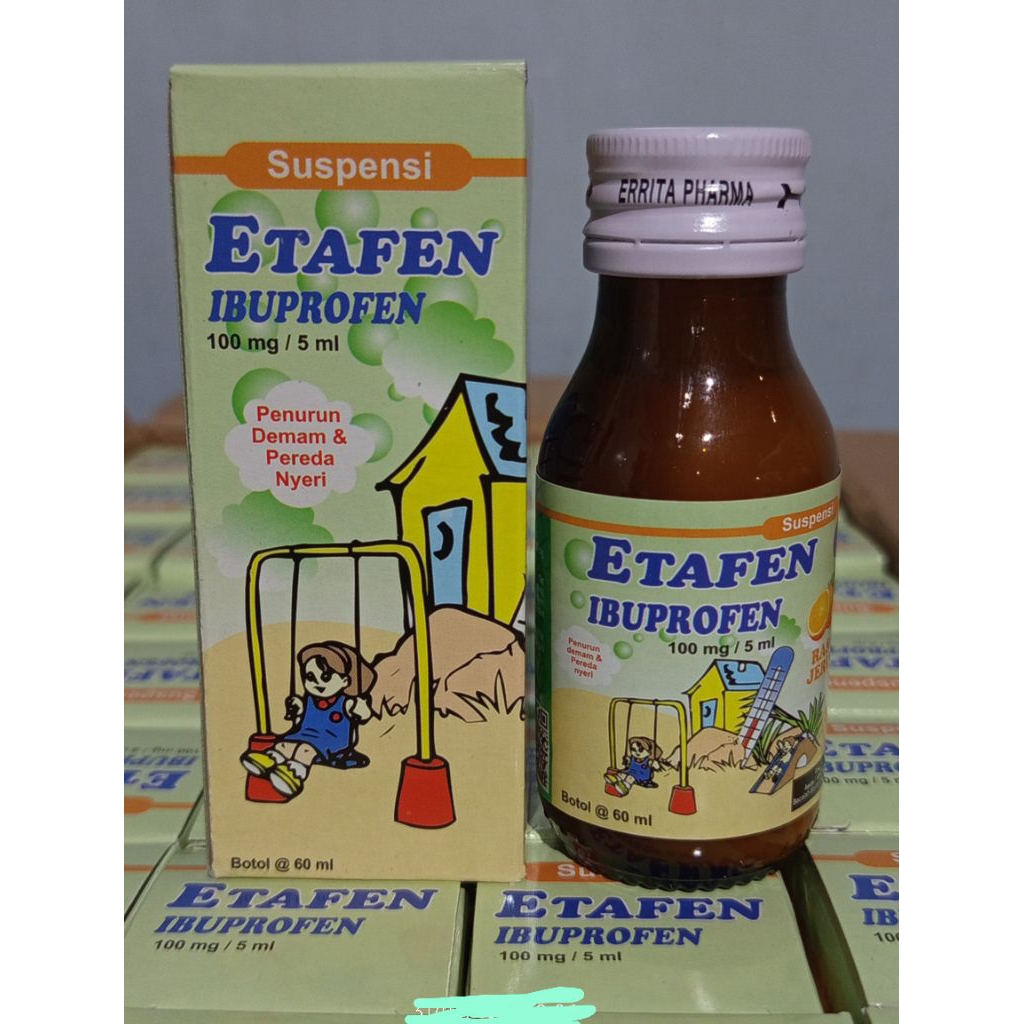 Suspensi
ETAFEN
IBUPROFEN
100 mg / 5 ml
Penurun
Demam &
Pereda
Nyeri
Botol @ 60 ml
ERRITA PHARMA
Suspensi
ETAFEN
IBUPROFEN
100 mg / 5 ml
Penurun
demam &
Pereda
nyeri
Botol @ 60 ml
ETAFEN
IBUPROFEN
100 mg / 5 ml
ETAFEN
IBUPROFEN
100 mg / 5 ml